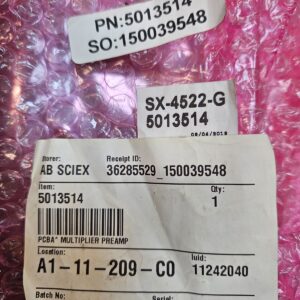 PN:5013514
SO:150039548
SX-4522-G
5013514
Receipt ID:
AB SCIEX 36285529_150039548
Item: Qty:
5013514 1
PCBA* MULTIPLIER PREAMP
Location: luid:
A1-11-209-C0 11242040
Batch No: Serial: